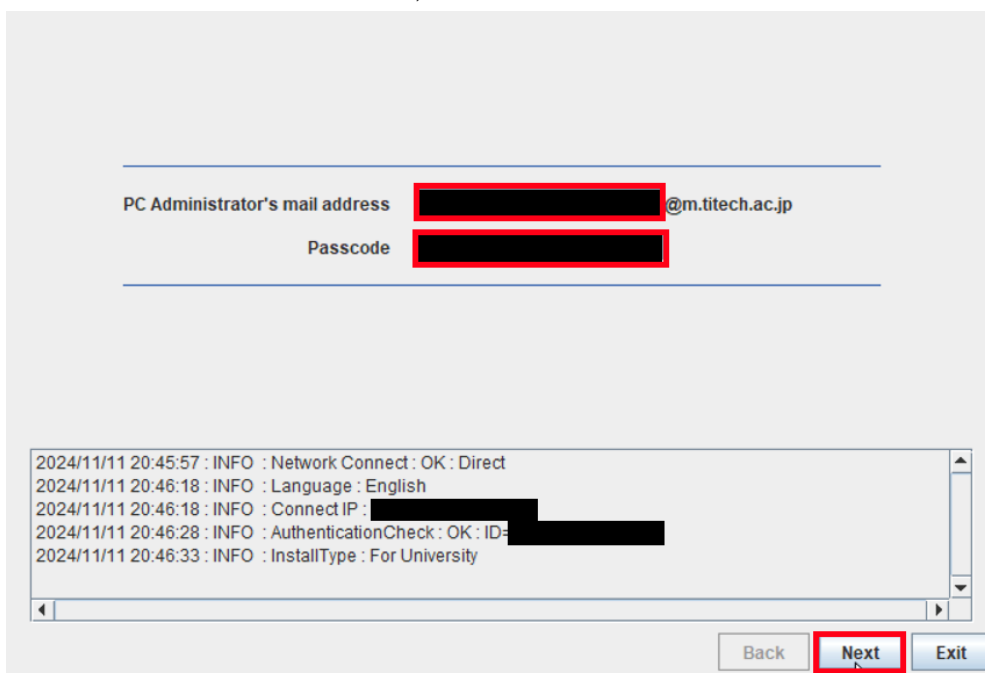 PC Administrator's mail address @m.titech.ac.jp
Passcode
2024/11/11 20:45:57 : INFO : Network Connect : OK : Direct
2024/11/11 20:46:18 : INFO : Language : English
2024/11/11 20:46:18 : INFO : Connect IP :
2024/11/11 20:46:28 : INFO : AuthenticationCheck : OK : ID=
2024/11/11 20:46:33 : INFO : InstallType : For University
Back Next Exit